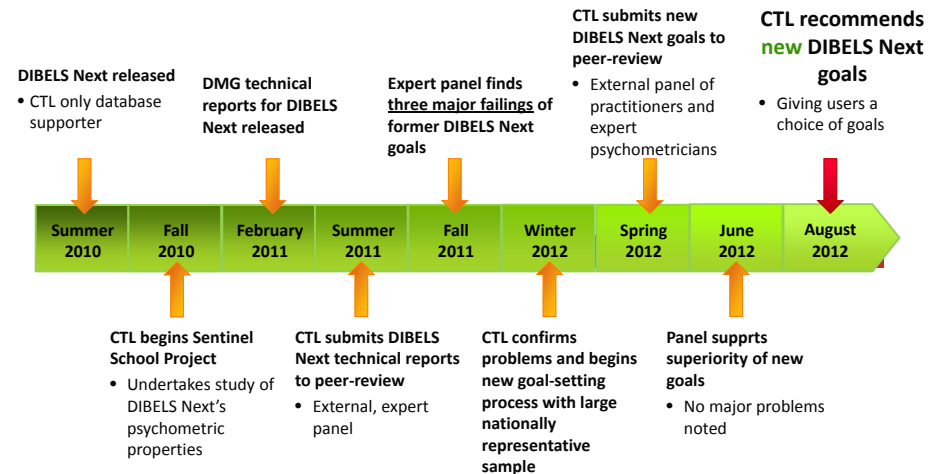 DIBELS Next released
• CTL only database
supporter
DMG technical
reports for DIBELS
Next released
Expert panel finds
three major failings of
former DIBELS Next
goals
CTL submits new
DIBELS Next goals to
peer-review
• External panel of
practitioners and
expert
psychometricians
CTL recommends
new DIBELS Next
goals
• Giving users a
choice of goals
Summer
2010
Fall
2010
February
2011
Summer
2011
Fall
2011
Winter
2012
Spring
2012
June
2012
August
2012
CTL begins Sentinel
School Project
• Undertakes study of
DIBELS Next's
psychometric
properties
CTL submits DIBELS
Next technical reports
to peer-review
• External, expert
panel
CTL confirms
problems and begins
new goal-setting
process with large
nationally
representative
sample
Panel supprts
superiority of new
goals
• No major problems
noted